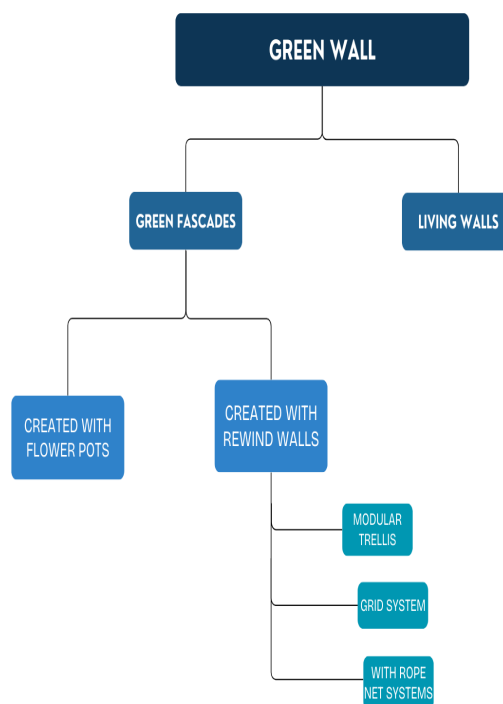 GREEN WALL
GREEN FASCADES
LIVING WALLS
CREATED WITH
FLOWER POTS
CREATED WITH
REWIND WALLS
MODULAR
TRELLIS
GRID SYSTEM
WITH ROPE
NET SYSTEMS